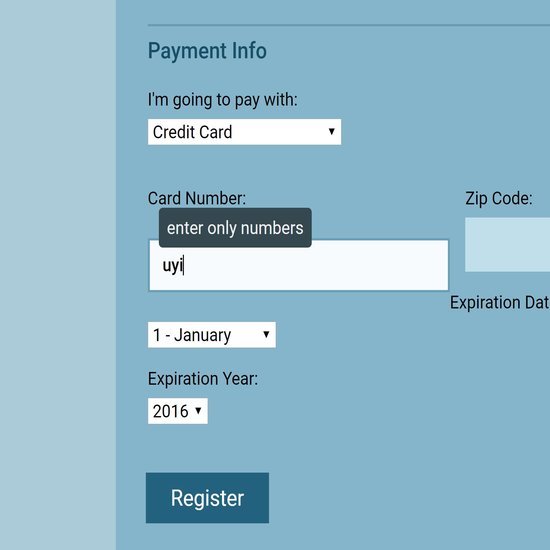 Payment Info
I'm going to pay with:
Credit Card
Card Number:
Zip Code:
enter only numbers
uyi
Expiration Dat
1 - January
Expiration Year:
2016
Register